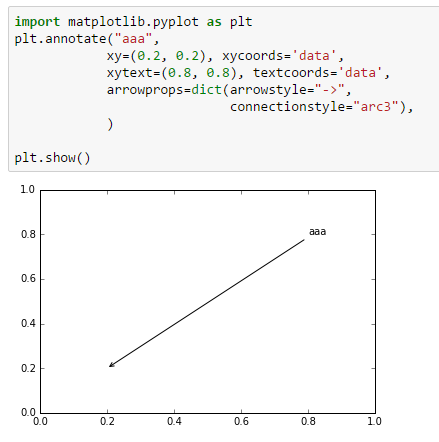 import matplotlib.pyplot as plt
plt.annotate("aaa",
             xy=(0.2, 0.2), xycoords='data',
             xytext=(0.8, 0.8), textcoords='data',
             arrowprops=dict(arrowstyle="->",
                             connectionstyle="arc3"),
             )
plt.show()
1.0
aaa
0.8
0.6
0.4
0.2
0.0
0.0 0.2 0.4 0.6 0.8 1.0